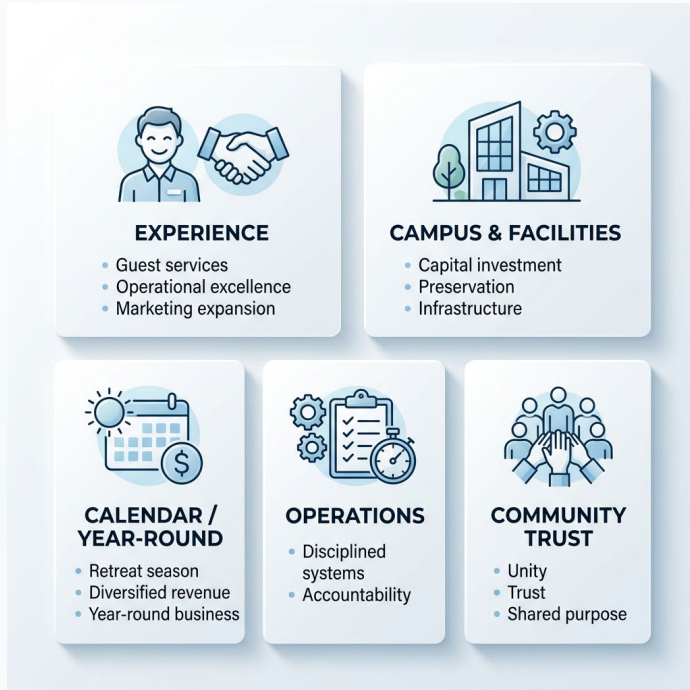 EXPERIENCE
• Guest services
• Operational excellence
• Marketing expansion
CAMPUS & FACILITIES
• Capital investment
• Preservation
• Infrastructure
$
CALENDAR /
YEAR-ROUND
• Retreat season
• Diversified revenue
• Year-round business
OPERATIONS
• Disciplined
systems
• Accountability
COMMUNITY
TRUST
• Unity
• Trust
• Shared purpose